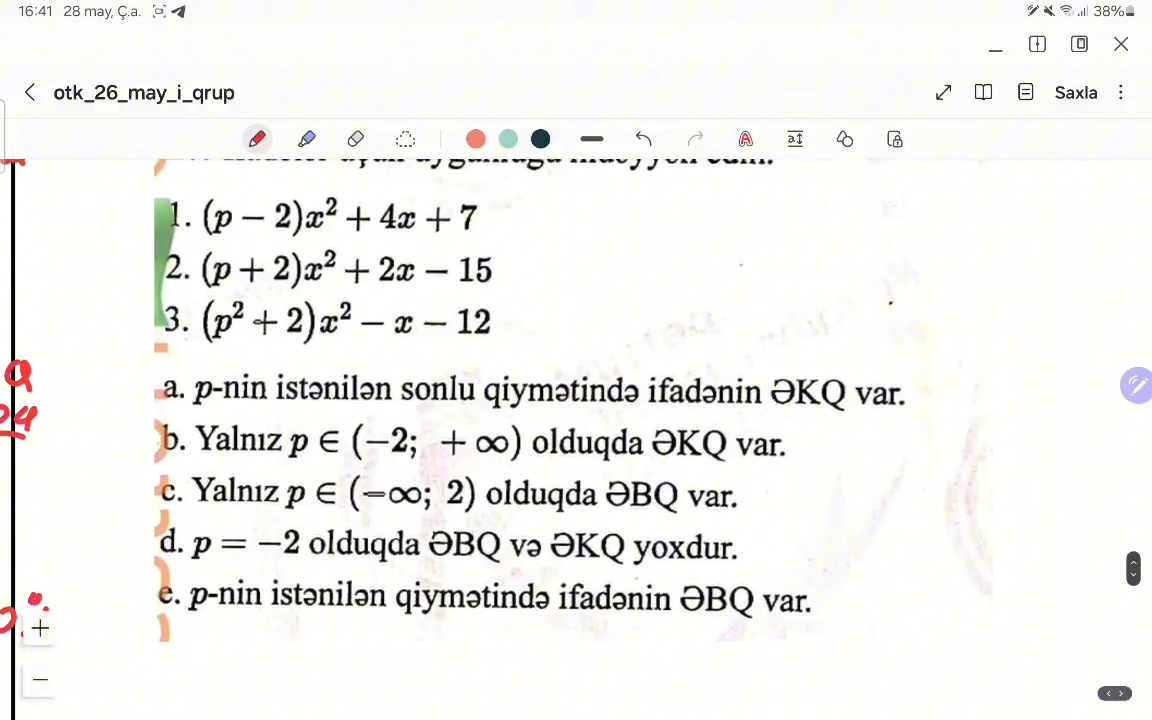 16:41 28 may, Ç.a.
38%
otk_26_may_i_qrup
Saxla
1. (p − 2)x² + 4x + 7
2. (p + 2)x² + 2x − 15
3. (p² + 2)x² − x − 12
a. p-nin istənilən sonlu qiymətində ifadənin ƏKQ var.
b. Yalnız p ∈ (−2; +∞) olduqda ƏKQ var.
c. Yalnız p ∈ (−∞; 2) olduqda ƏBQ var.
d. p = −2 olduqda ƏBQ və ƏKQ yoxdur.
e. p-nin istənilən qiymətində ifadənin ƏBQ var.